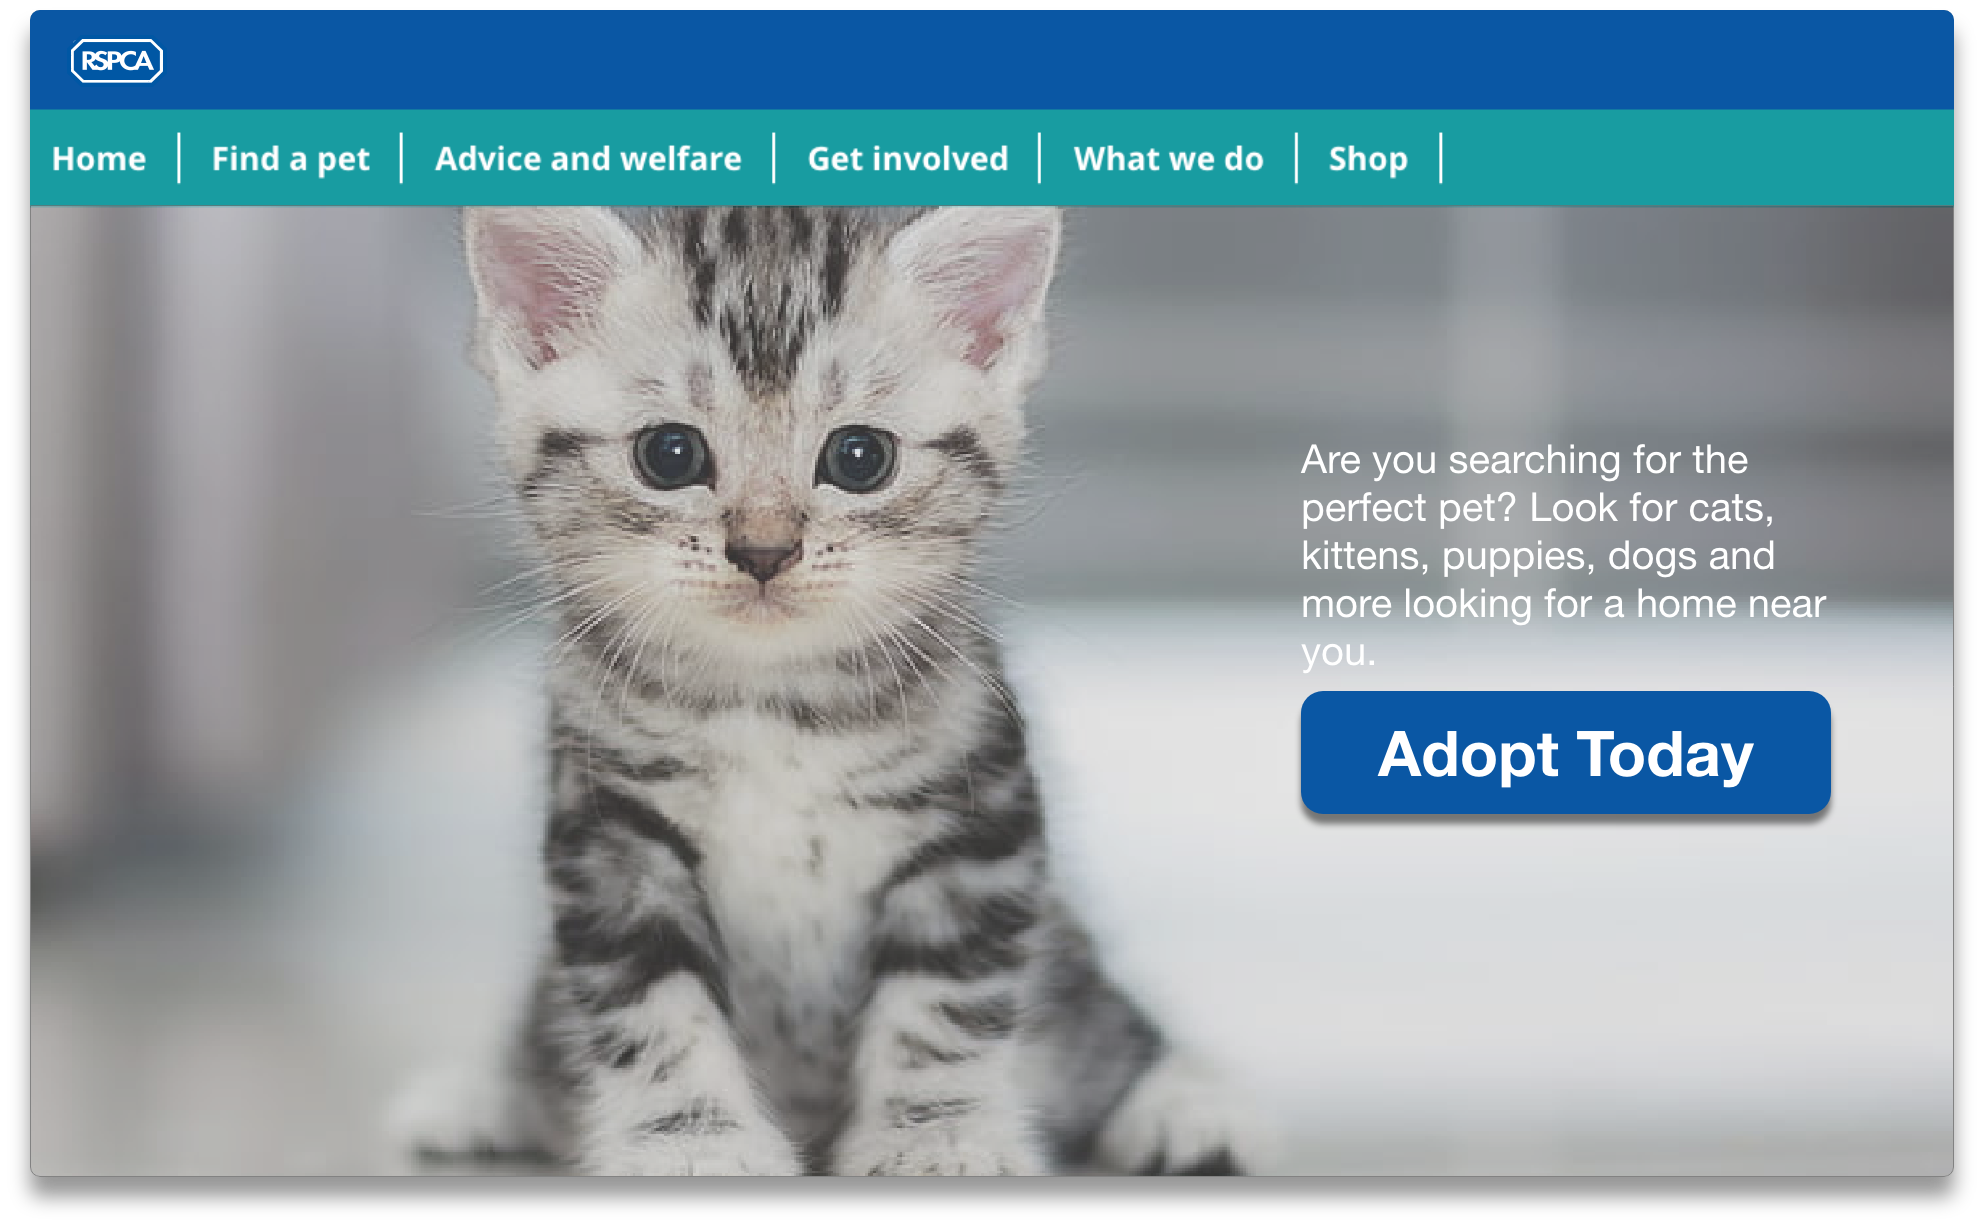 RSPCA
Home Find a pet Advice and welfare Get involved What we do Shop
Are you searching for the
perfect pet? Look for cats,
kittens, puppies, dogs and
more looking for a home near
you.
Adopt Today